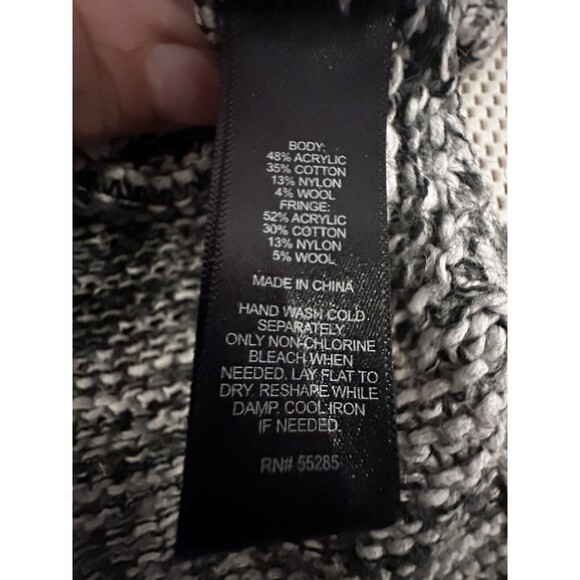 BODY:
48% ACRYLIC
35% COTTON
13% NYLON
4% WOOL
FRINGE:
52% ACRYLIC
30% COTTON
13% NYLON
5% WOOL
MADE IN CHINA
HAND WASH COLD
SEPARATELY
ONLY NON-CHLORINE
BLEACH WHEN
NEEDED. LAY FLAT TO
DRY. RESHAPE WHILE
DAMP. COOL IRON
IF NEEDED.
RN# 55285